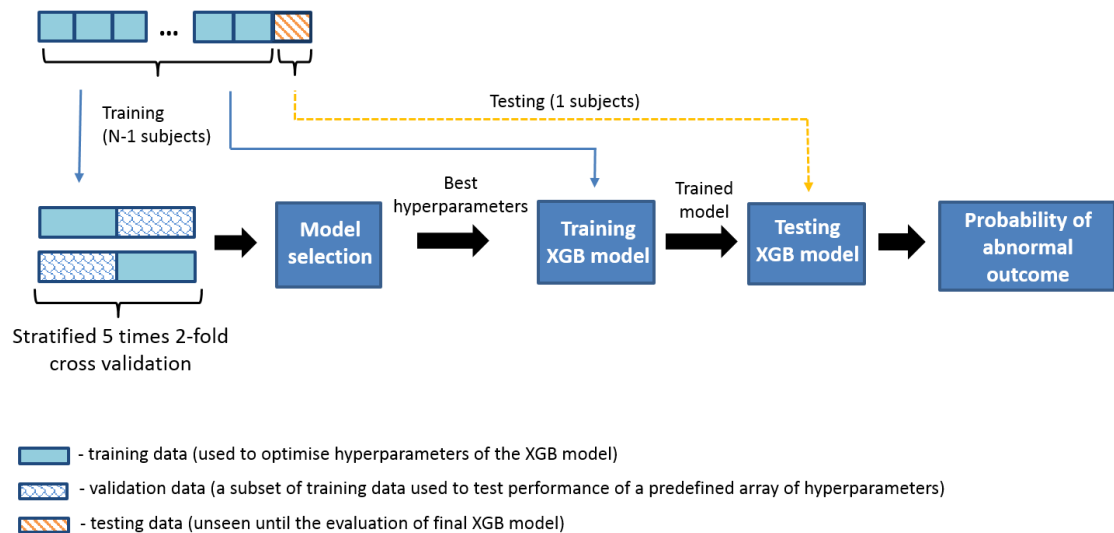 ...
Training
(N-1 subjects)
Testing (1 subjects)
Best
hyperparameters
Trained
model
Model
selection
Training
XGB model
Testing
XGB model
Probability of
abnormal
outcome
Stratified 5 times 2-fold
cross validation
- training data (used to optimise hyperparameters of the XGB model)
- validation data (a subset of training data used to test performance of a predefined array of hyperparameters)
- testing data (unseen until the evaluation of final XGB model)